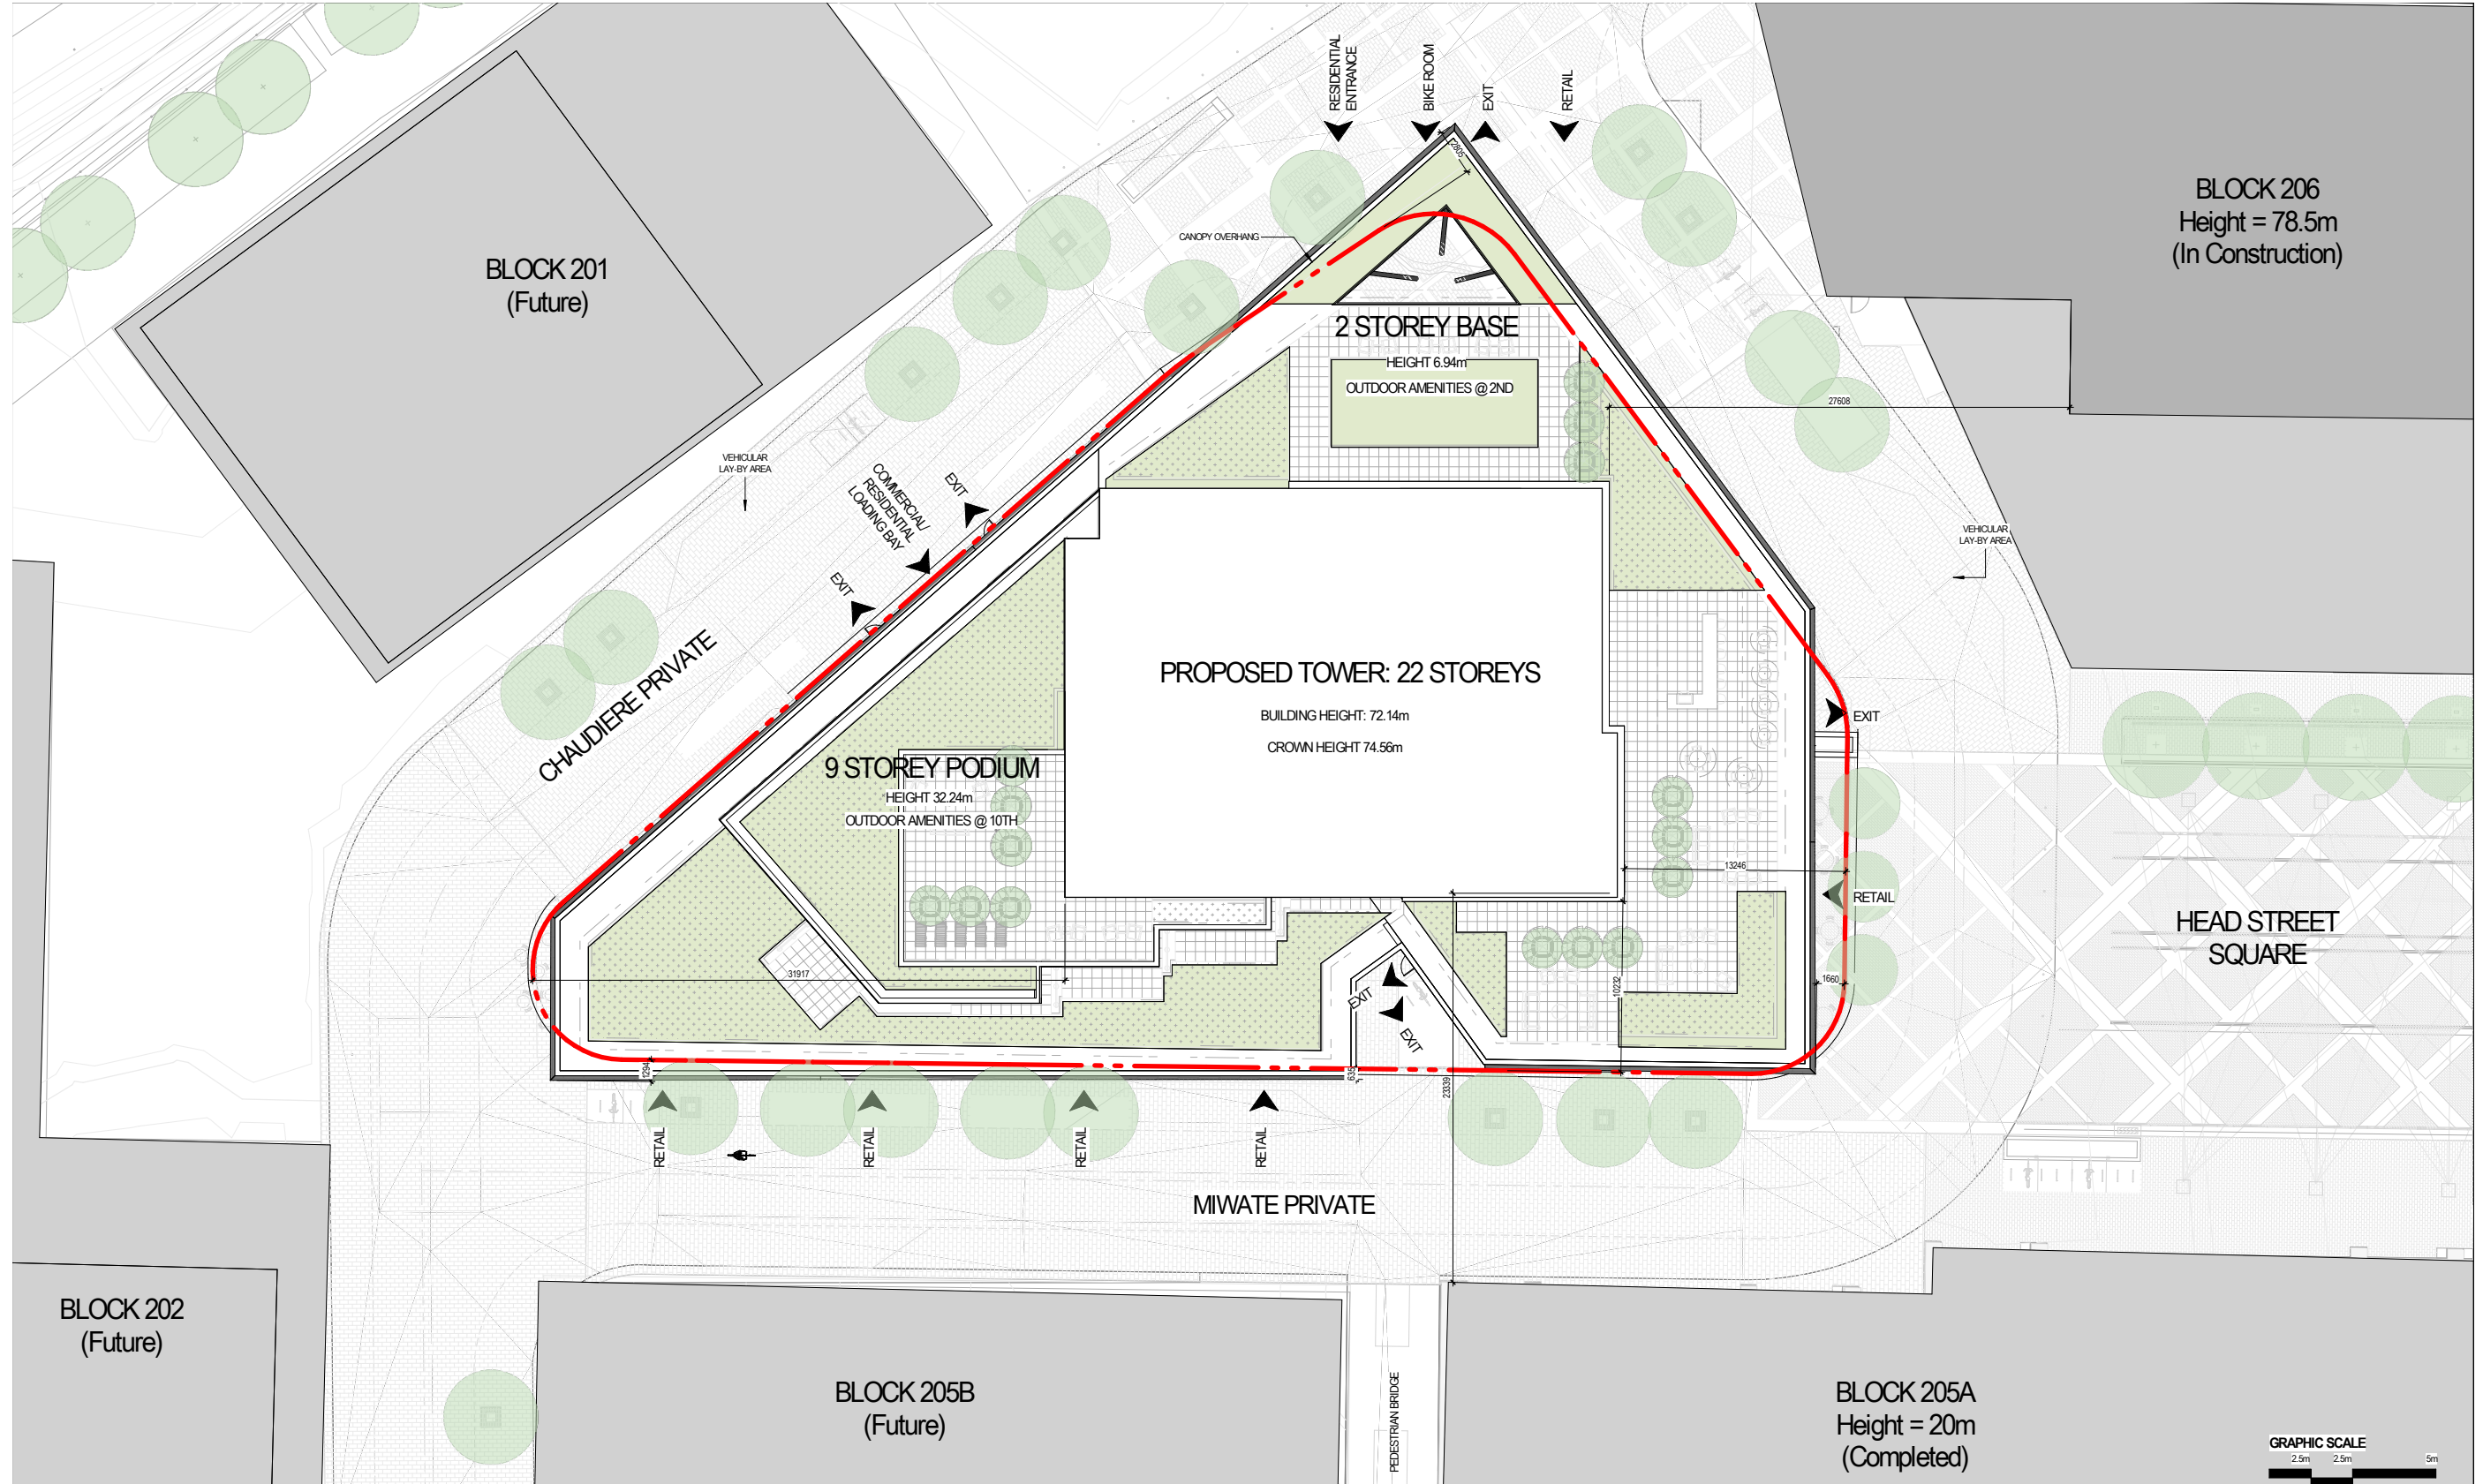 RESIDENTIAL
ENTRANCE
BIKE ROOM
EXIT
RETAIL
2805
BLOCK 206
Height = 78.5m
(In Construction)
CANOPY OVERHANG
BLOCK 201
(Future)
2 STOREY BASE
HEIGHT 6.94m
OUTDOOR AMENITIES @ 2ND
27608
VEHICULAR
LAY-BY AREA
COMMERCIAL/
RESIDENTIAL
LOADING BAY
EXIT
EXIT
VEHICULAR
LAY-BY AREA
CHAUDIERE PRIVATE
PROPOSED TOWER: 22 STOREYS
BUILDING HEIGHT: 72.14m
CROWN HEIGHT 74.56m
EXIT
9 STOREY PODIUM
HEIGHT 32.24m
OUTDOOR AMENITIES @ 10TH
13246
RETAIL
HEAD STREET
SQUARE
31917
1660
10232
EXIT
EXIT
1294
635
23339
RETAIL
RETAIL
RETAIL
RETAIL
MIWATE PRIVATE
BLOCK 202
(Future)
BLOCK 205B
(Future)
PEDESTRIAN BRIDGE
BLOCK 205A
Height = 20m
(Completed)
GRAPHIC SCALE
2.5m 2.5m 5m